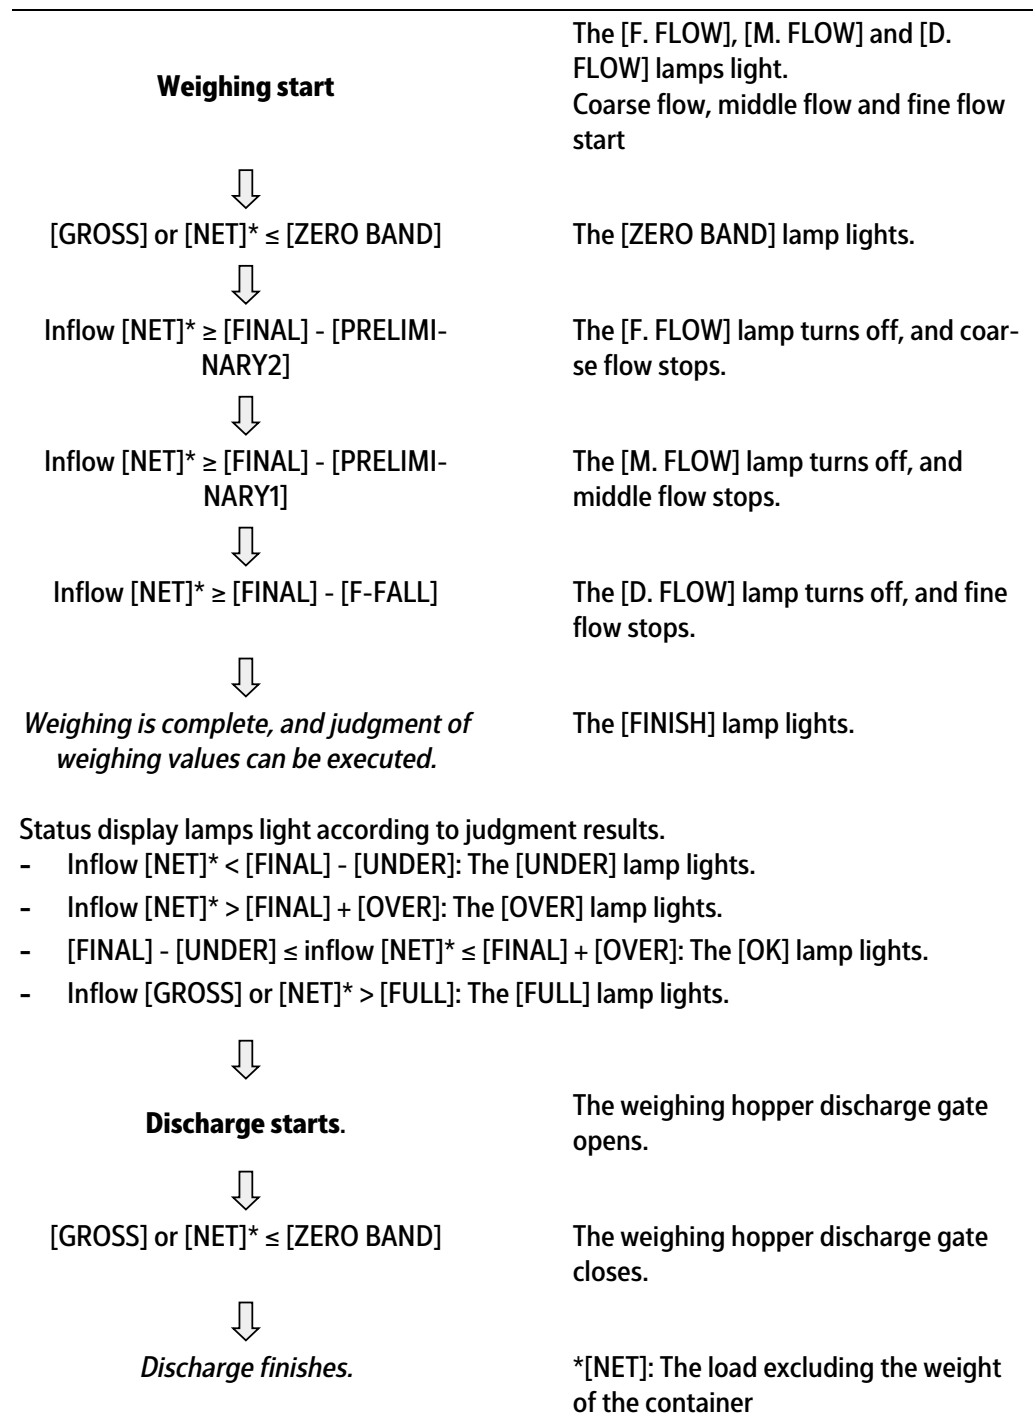 The [F. FLOW], [M. FLOW] and [D.
FLOW] lamps light.
Weighing start
Coarse flow, middle flow and fine flow
start
[GROSS] or [NET]* ≤ [ZERO BAND]
The [ZERO BAND] lamp lights.
Inflow [NET]* ≥ [FINAL] - [PRELIMI-
NARY2]
The [F. FLOW] lamp turns off, and coar-
se flow stops.
Inflow [NET]* ≥ [FINAL] - [PRELIMI-
NARY1]
The [M. FLOW] lamp turns off, and
middle flow stops.
Inflow [NET]* ≥ [FINAL] - [F-FALL]
The [D. FLOW] lamp turns off, and fine
flow stops.
Weighing is complete, and judgment of
weighing values can be executed.
The [FINISH] lamp lights.
Status display lamps light according to judgment results.
- Inflow [NET]* < [FINAL] - [UNDER]: The [UNDER] lamp lights.
- Inflow [NET]* > [FINAL] + [OVER]: The [OVER] lamp lights.
- [FINAL] - [UNDER] ≤ inflow [NET]* ≤ [FINAL] + [OVER]: The [OK] lamp lights.
- Inflow [GROSS] or [NET]* > [FULL]: The [FULL] lamp lights.
Discharge starts.
The weighing hopper discharge gate
opens.
[GROSS] or [NET]* ≤ [ZERO BAND]
The weighing hopper discharge gate
closes.
Discharge finishes.
*[NET]: The load excluding the weight
of the container